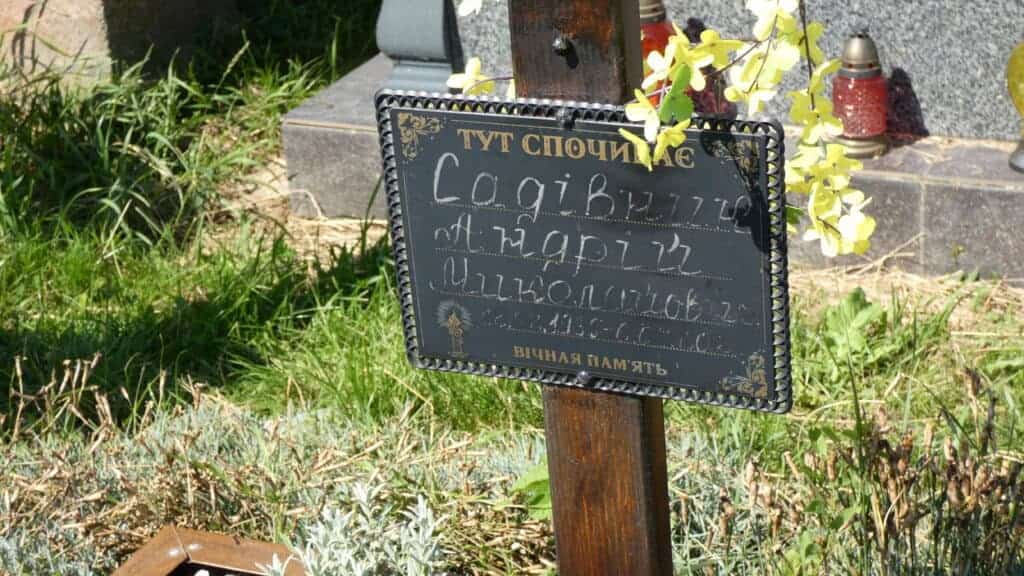 ТУТ СПОЧИВАЄ
Садівничий
Андрій
Миколайович
ВІЧНАЯ ПАМ'ЯТЬ